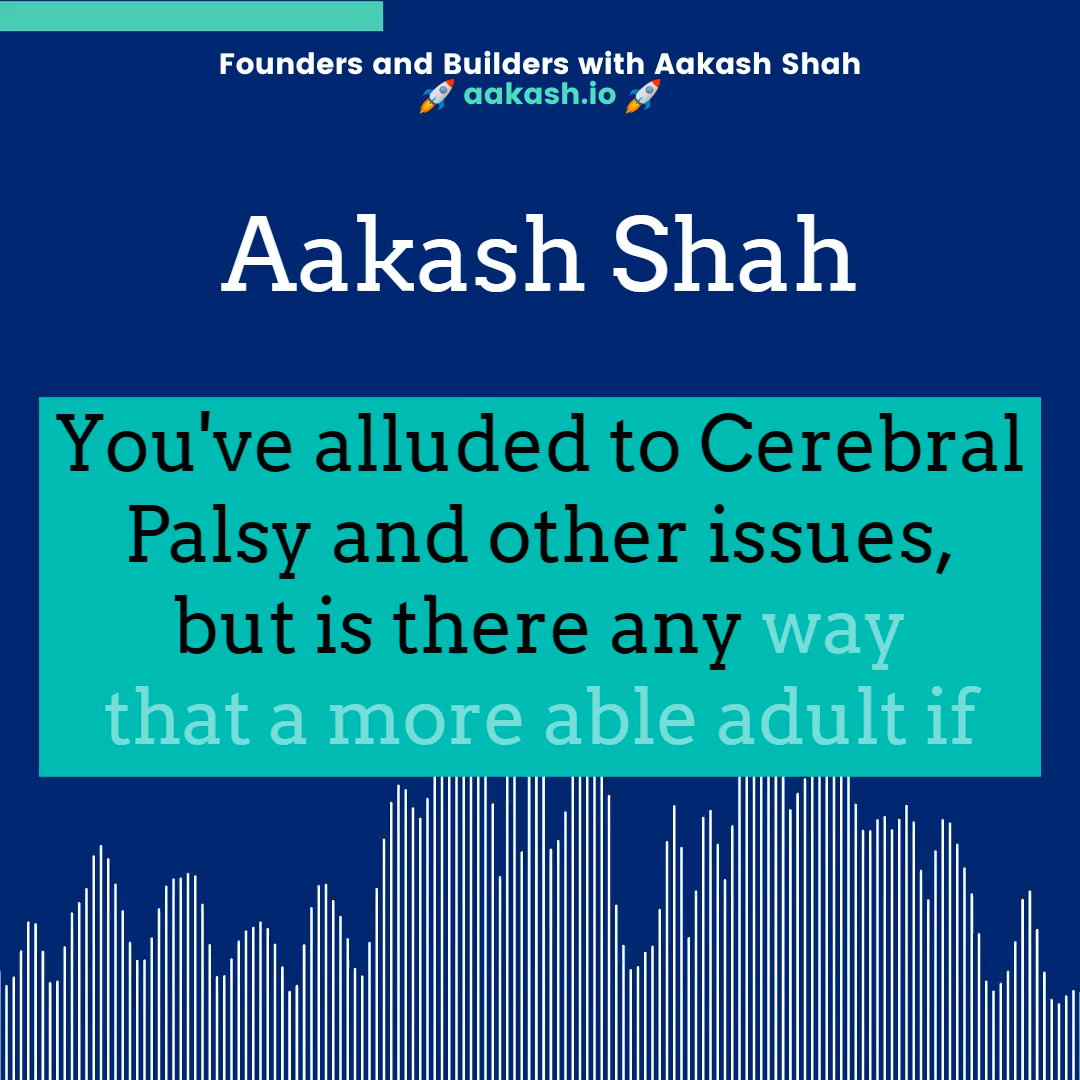 Founders and Builders with Aakash Shah
🚀 aakash.io 🚀
Aakash Shah
You've alluded to Cerebral
Palsy and other issues,
but is there any way
that a more able adult if